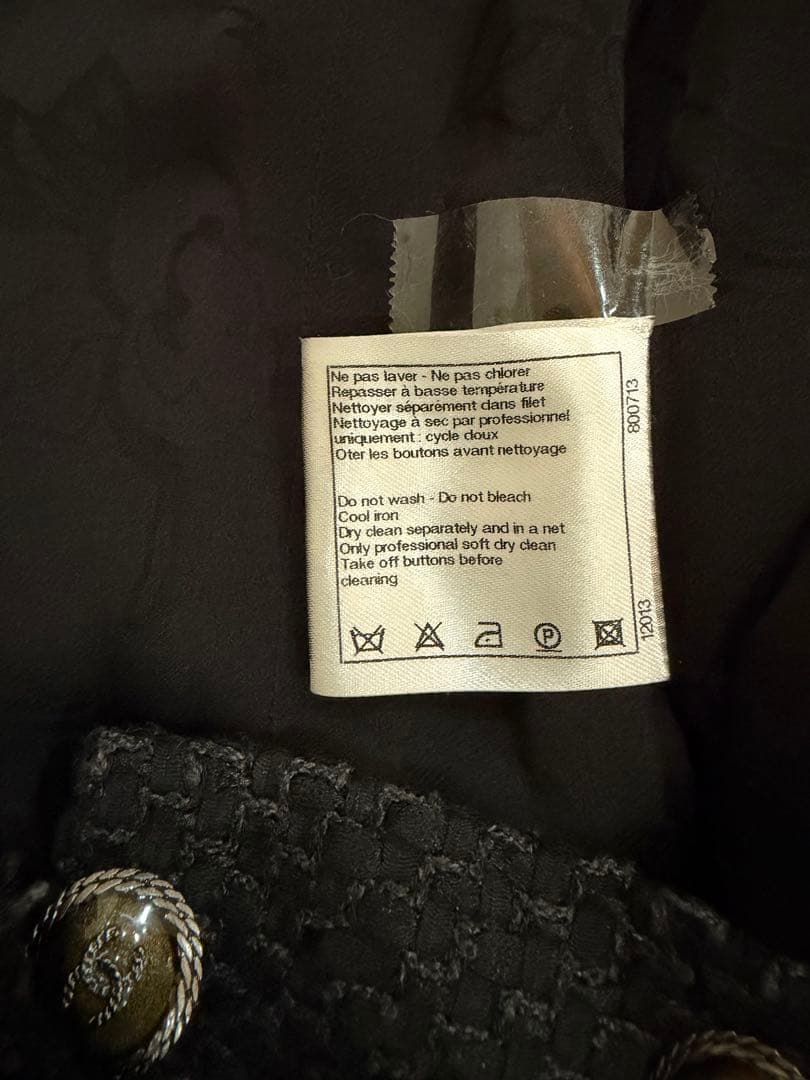 Ne pas laver - Ne pas chlorer
Repasser à basse température
Nettoyer séparément dans filet
Nettoyage à sec par professionnel
uniquement : cycle doux
Oter les boutons avant nettoyage
Do not wash - Do not bleach
Cool iron
Dry clean separately and in a net
Only professional soft dry clean
Take off buttons before
cleaning
P
800713
12013